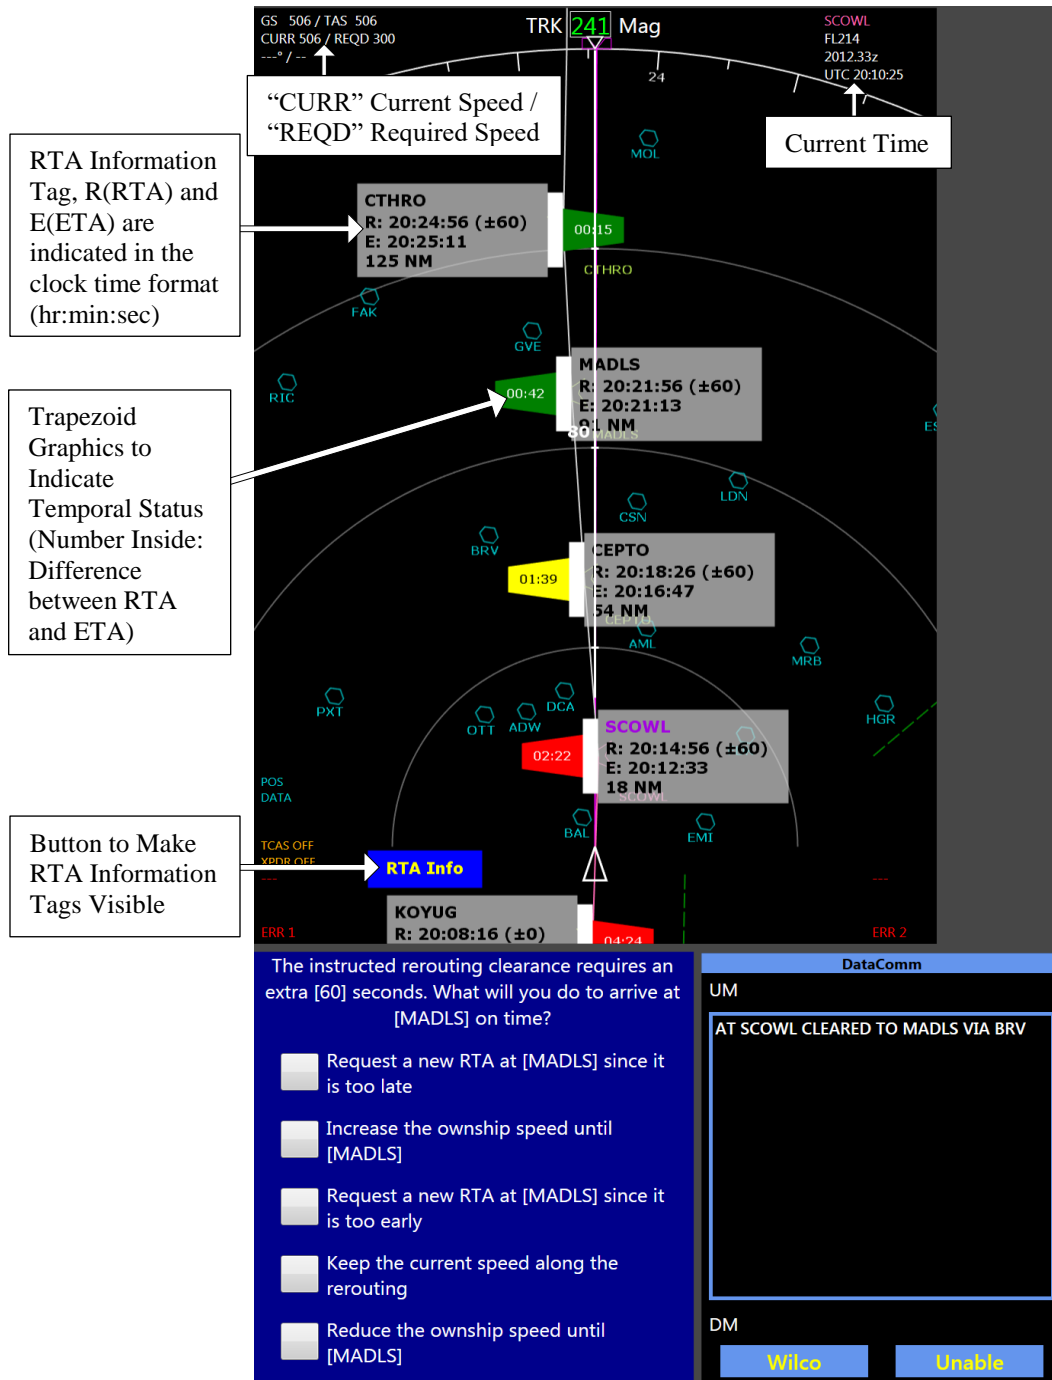 GS 506 / TAS 506
CURR 506 / REQD 300
---° / --
TRK 241 Mag
SCOWL
FL214
2012.33z
UTC 20:10:25
24
“CURR” Current Speed /
“REQD” Required Speed
Current Time
RTA Information
Tag, R(RTA) and
E(ETA) are
indicated in the
clock time format
(hr:min:sec)
MOL
CTHRO
R: 20:24:56 (±60)
E: 20:25:11
125 NM
00:15
CTHRO
FAK
GVE
RIC
MADLS
R: 20:21:56 (±60)
E: 20:21:13
91 NM
00:42
80
MADLS
ES
Trapezoid
Graphics to
Indicate
Temporal Status
(Number Inside:
Difference
between RTA
and ETA)
LDN
CSN
BRV
CEPTO
R: 20:18:26 (±60)
E: 20:16:47
54 NM
01:39
CEPTO
AML
MRB
PXT
OTT
ADW
DCA
HGR
SCOWL
R: 20:14:56 (±60)
E: 20:12:33
18 NM
02:22
SCOWL
POS
DATA
BAL
EMI
TCAS OFF
XPDR OFF
---
---
Button to Make
RTA Information
Tags Visible
RTA Info
KOYUG
R: 20:08:16 (±0)
04:24
ERR 1
ERR 2
The instructed rerouting clearance requires an
extra [60] seconds. What will you do to arrive at
[MADLS] on time?
Request a new RTA at [MADLS] since it
is too late
Increase the ownship speed until
[MADLS]
Request a new RTA at [MADLS] since it
is too early
Keep the current speed along the
rerouting
Reduce the ownship speed until
[MADLS]
DataComm
UM
AT SCOWL CLEARED TO MADLS VIA BRV
DM
Wilco
Unable